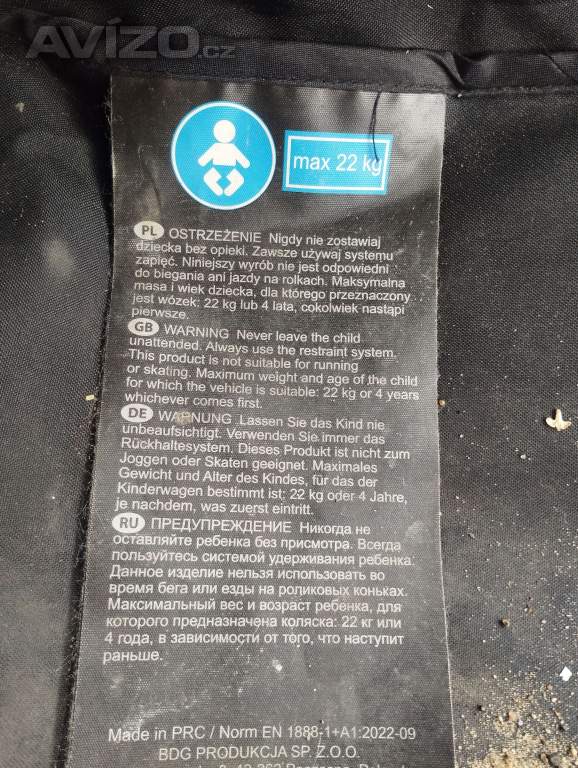 AVÍZO.cz
max 22 kg
PL OSTRZEŻENIE Nigdy nie zostawiaj
dziecka bez opieki. Zawsze używaj systemu
zapięć. Niniejszy wyrób nie jest odpowiedni
do biegania ani jazdy na rolkach. Maksymalna
masa i wiek dziecka, dla którego przeznaczony
jest wózek: 22 kg lub 4 lata, cokolwiek nastąpi
pierwsze.
GB WARNING Never leave the child
unattended. Always use the restraint system.
This product is not suitable for running
or skating. Maximum weight and age of the child
for which the vehicle is suitable: 22 kg or 4 years
whichever comes first.
DE WARNUNG Lassen Sie das Kind nie
unbeaufsichtigt. Verwenden Sie immer das
Rückhaltesystem. Dieses Produkt ist nicht zum
Joggen oder Skaten geeignet. Maximales
Gewicht und Alter des Kindes, für das der
Kinderwagen bestimmt ist: 22 kg oder 4 Jahre,
je nachdem, was zuerst eintritt.
RU ПРЕДУПРЕЖДЕНИЕ Никогда не
оставляйте ребенка без присмотра. Всегда
пользуйтесь системой удерживания ребенка:
Данное изделие нельзя использовать во
время бега или езды на роликовых коньках.
Максимальный вес и возраст ребенка, для
которого предназначена коляска: 22 кг или
4 года, в зависимости от того, что наступит
раньше.
Made in PRC / Norm EN 1888-1+A1:2022-09
BDG PRODUKCJA SP. Z.O.O.